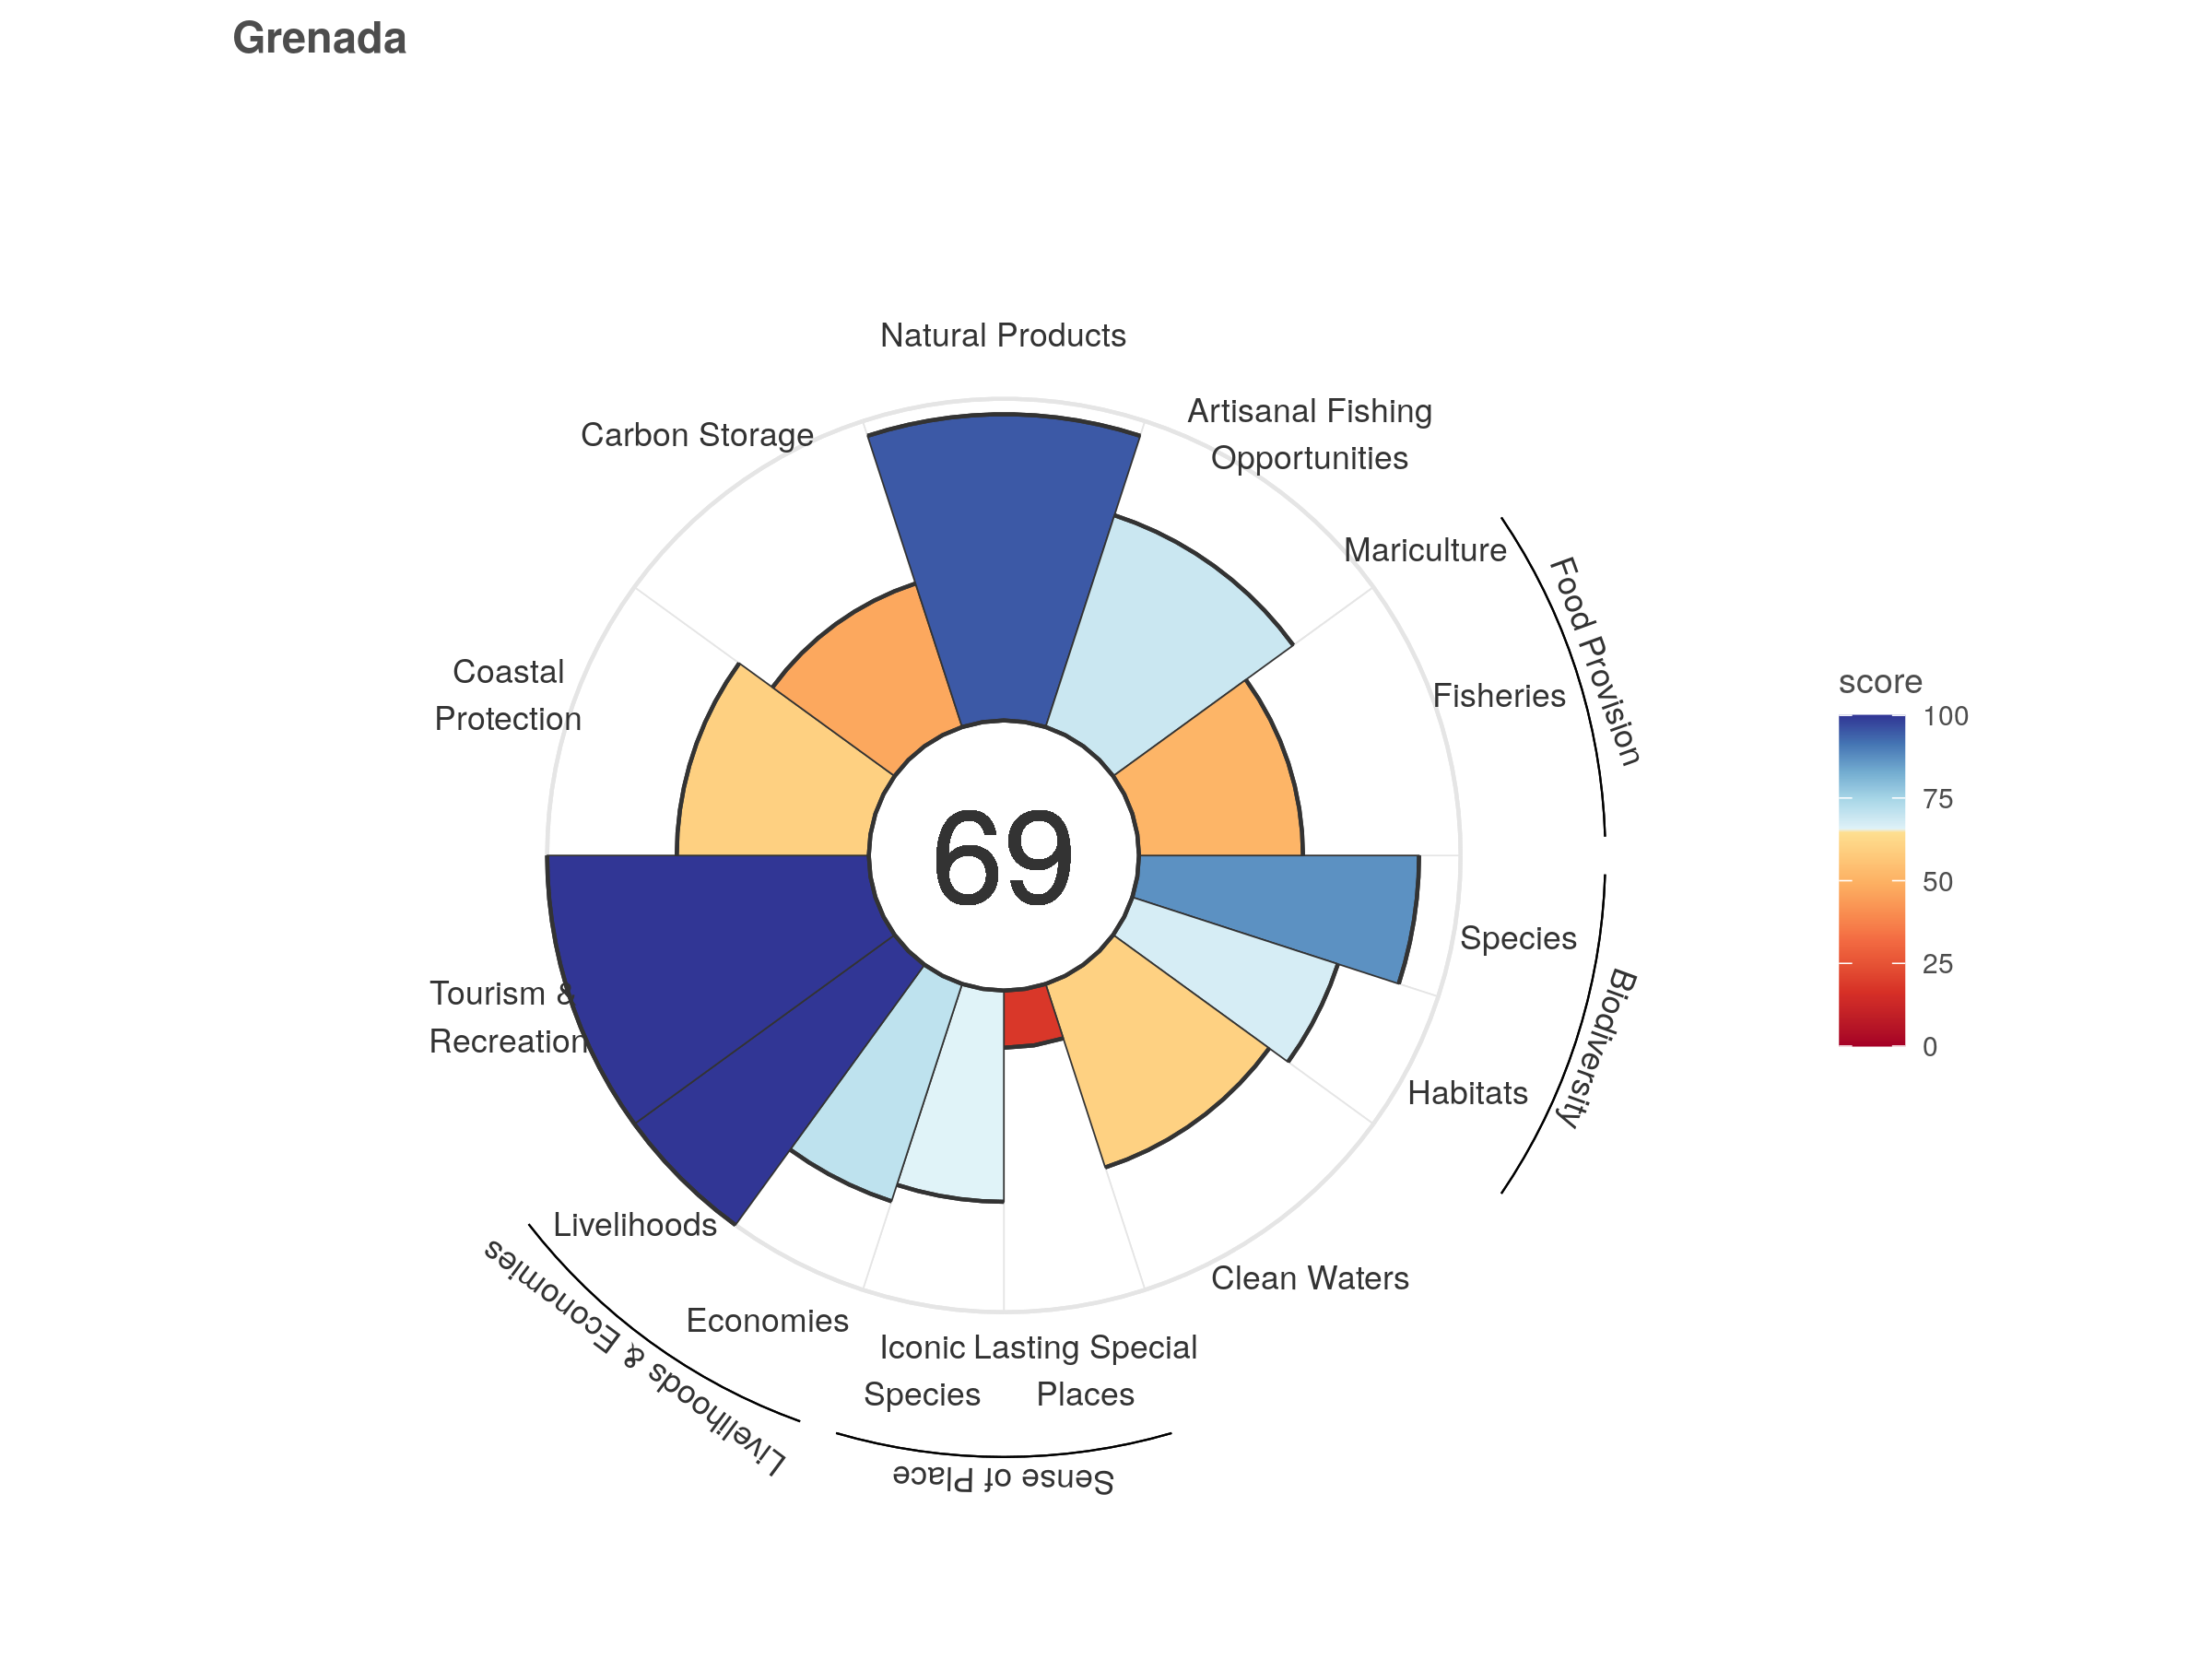 Grenada
Natural Products
Artisanal Fishing
Opportunities
Carbon Storage
Mariculture
Food Provision
Fisheries
Coastal
Protection
69
score
100
75
50
25
0
Species
Biodiversity
Habitats
Tourism &
Recreation
Livelihoods
Livelihoods & Economies
Clean Waters
Economies
Iconic
Species
Lasting Special
Places
Sense of Place